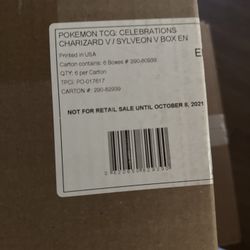 POKEMON TCG: CELEBRATIONS
CHARIZARD V / SYLVEON V BOX EN
E
Printed in USA
Carton contains: 6 Boxes # 290-80939
QTY: 6 per Carton
TPCI: PO-017617
CARTON #: 290-82939
NOT FOR RETAIL SALE UNTIL OCTOBER 8, 2021